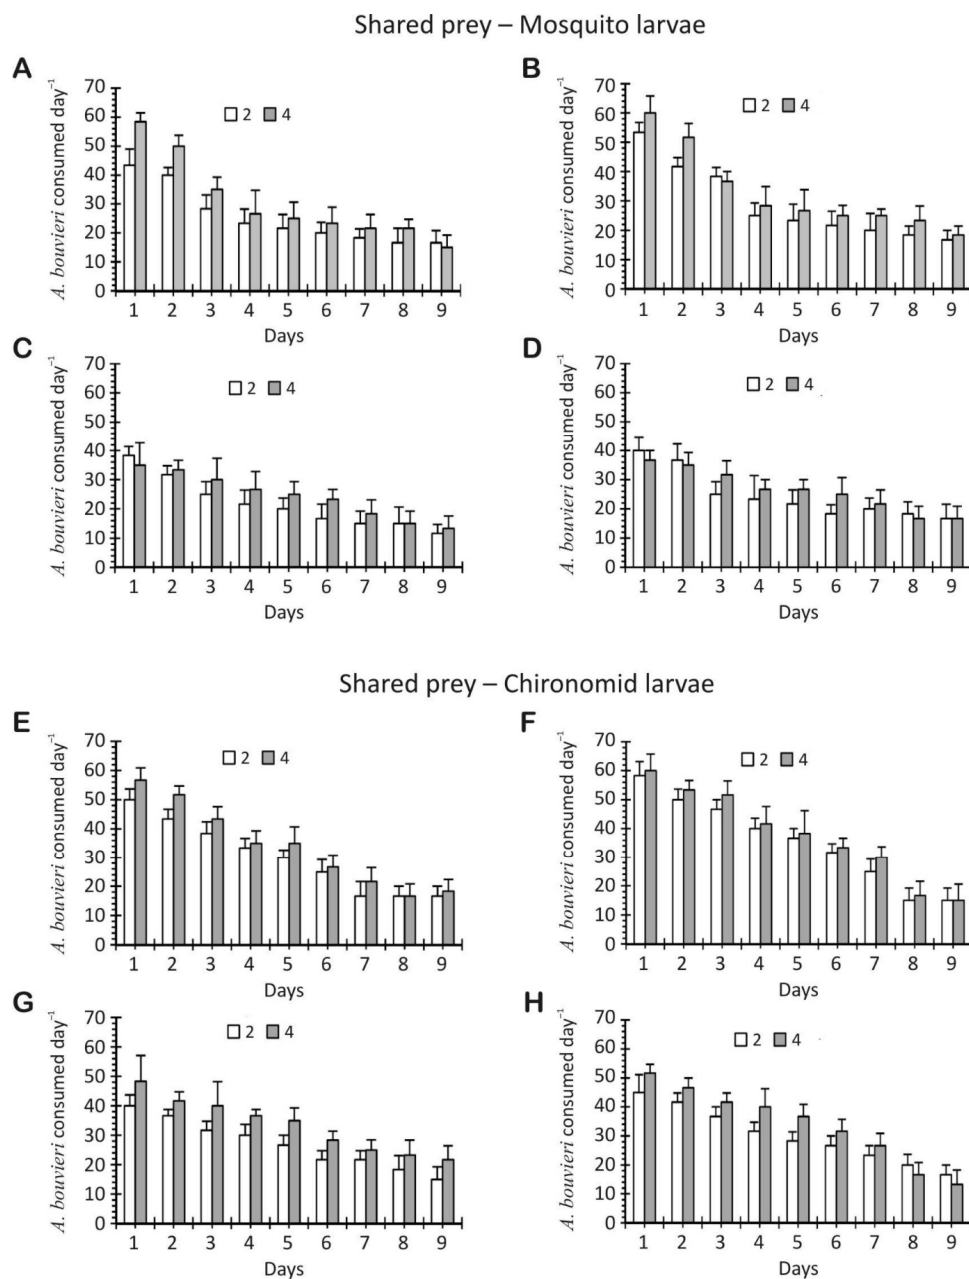 Shared prey – Mosquito larvae
A
A. bouvieri consumed day⁻¹
70
60
50
40
30
20
10
0
2 4
1 2 3 4 5 6 7 8 9
Days
B
A. bouvieri consumed day⁻¹
70
60
50
40
30
20
10
0
2 4
1 2 3 4 5 6 7 8 9
Days
C
A. bouvieri consumed day⁻¹
70
60
50
40
30
20
10
0
2 4
1 2 3 4 5 6 7 8 9
Days
D
A. bouvieri consumed day⁻¹
70
60
50
40
30
20
10
0
2 4
1 2 3 4 5 6 7 8 9
Days
Shared prey – Chironomid larvae
E
A. bouvieri consumed day⁻¹
70
60
50
40
30
20
10
0
2 4
1 2 3 4 5 6 7 8 9
Days
F
A. bouvieri consumed day⁻¹
70
60
50
40
30
20
10
0
2 4
1 2 3 4 5 6 7 8 9
Days
G
A. bouvieri consumed day⁻¹
70
60
50
40
30
20
10
0
2 4
1 2 3 4 5 6 7 8 9
Days
H
A. bouvieri consumed day⁻¹
70
60
50
40
30
20
10
0
2 4
1 2 3 4 5 6 7 8 9
Days